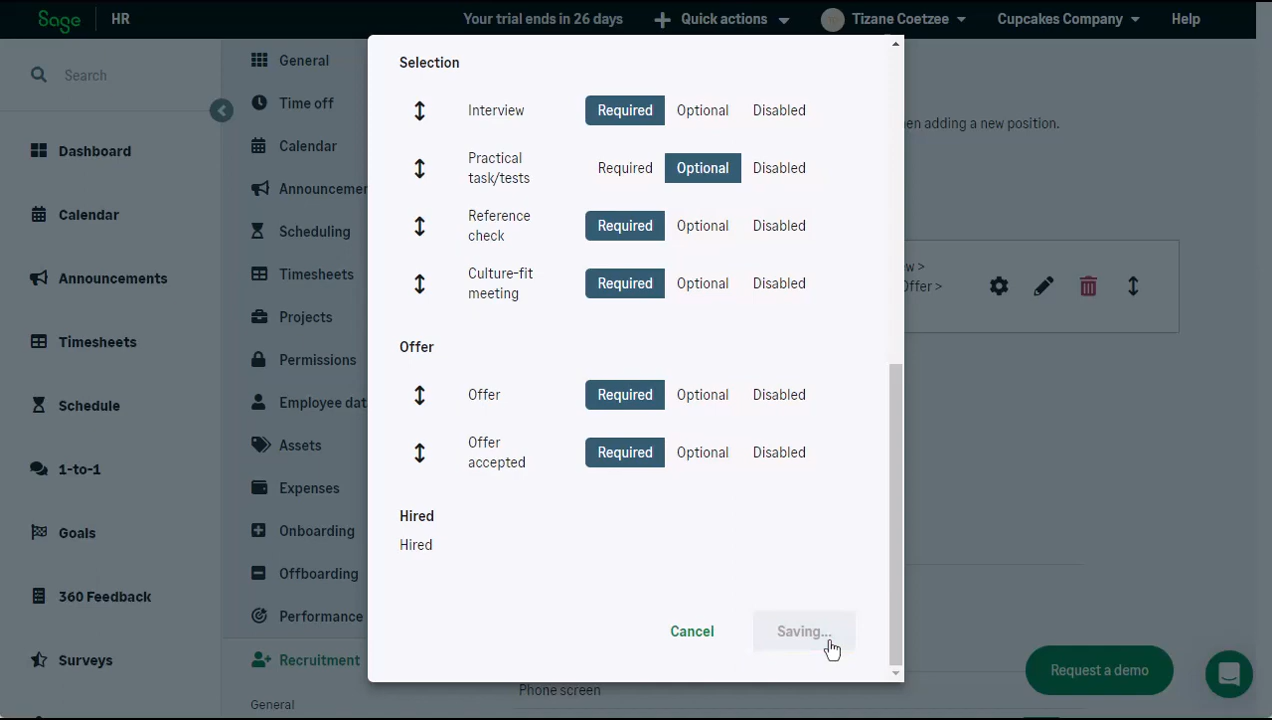 Sage
HR
Your trial ends in 26 days
Quick actions
Tizane Coetzee
Cupcakes Company
Help
Search
Dashboard
Calendar
Announcements
Timesheets
Schedule
1-to-1
Goals
360 Feedback
Surveys
General
Time off
Calendar
Announcemen
Scheduling
Timesheets
Projects
Permissions
Employee dat
Assets
Expenses
Onboarding
Offboarding
Performance
Recruitment
General
Selection
Interview
Required Optional Disabled
Practical
task/tests
Required Optional Disabled
Reference
check
Required Optional Disabled
Culture-fit
meeting
Required Optional Disabled
Offer
Offer
Required Optional Disabled
Offer
accepted
Required Optional Disabled
Hired
Hired
Cancel
Saving...
en adding a new position.
w >
Offer >
Phone screen
Request a demo